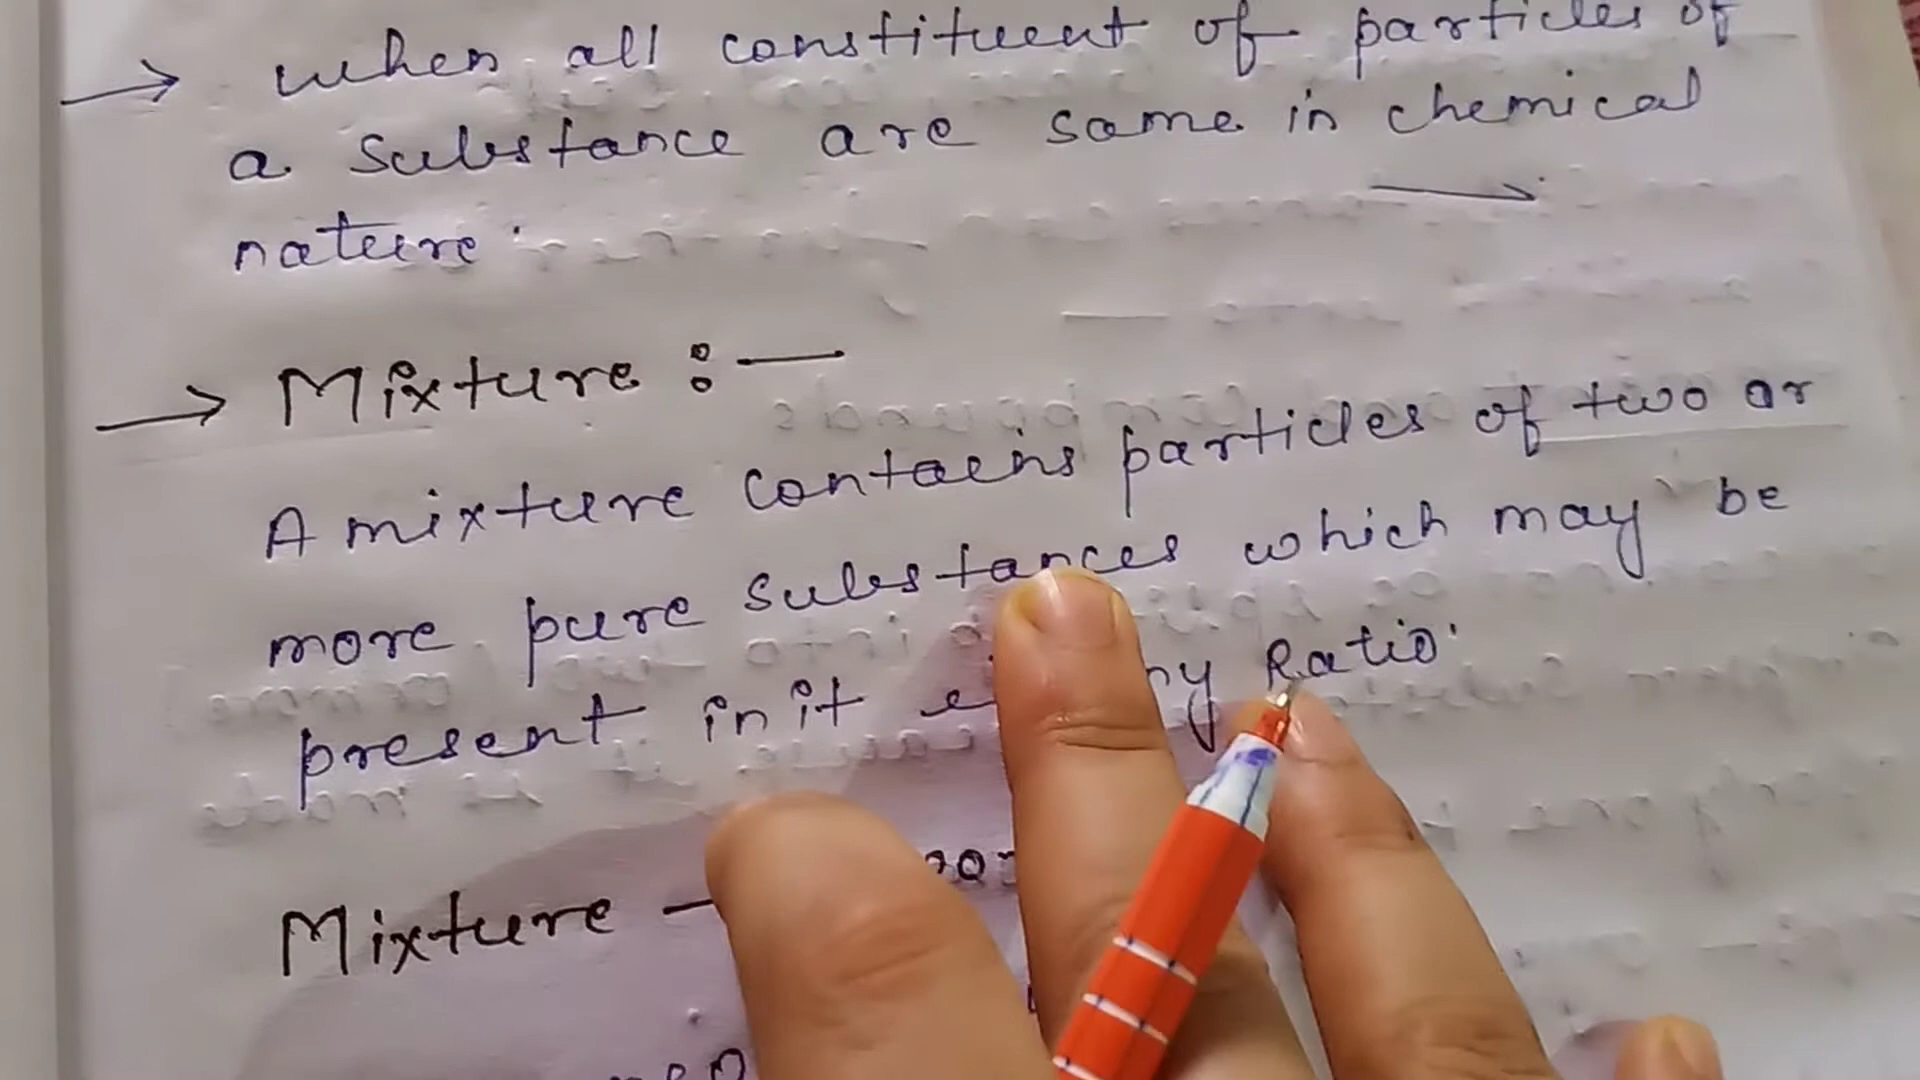 → when all constituent of particles of
a substance are same in chemical
nature.
→ Mixture :—
A mixture contains particles of two or
more pure substances which may be
present in it Ratio.
Mixture —